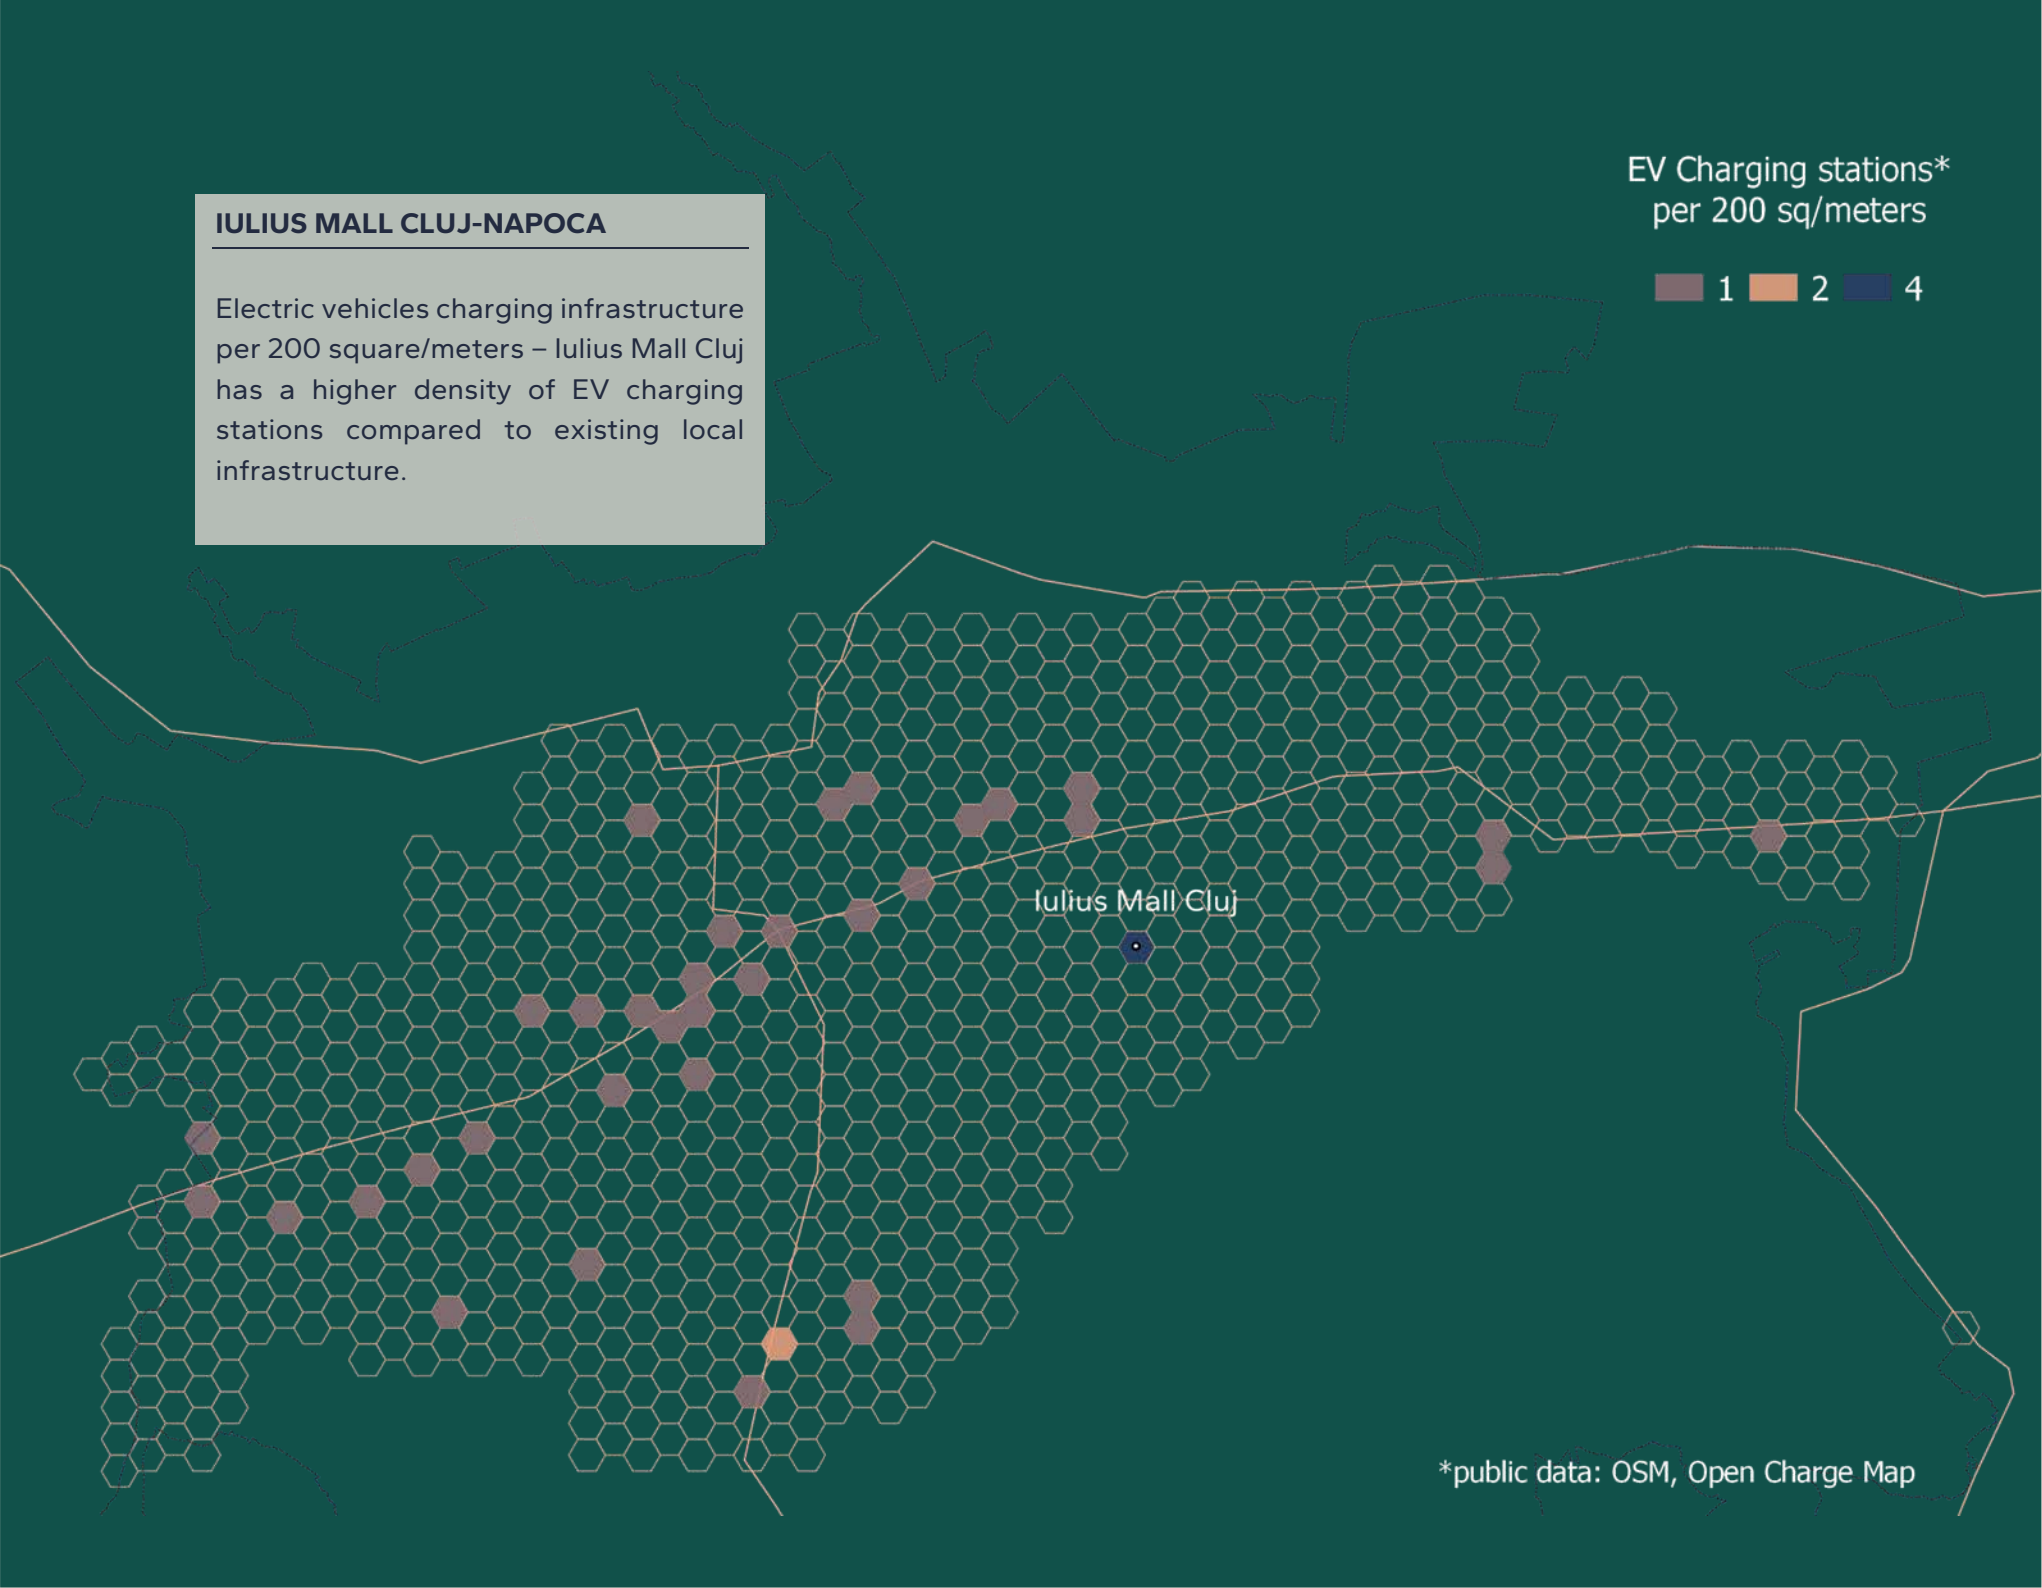 IULIUS MALL CLUJ-NAPOCA
Electric vehicles charging infrastructure
per 200 square/meters – Iulius Mall Cluj
has a higher density of EV charging
stations compared to existing local
infrastructure.
EV Charging stations*
per 200 sq/meters
1 2 4
Iulius Mall Cluj
*public data: OSM, Open Charge Map